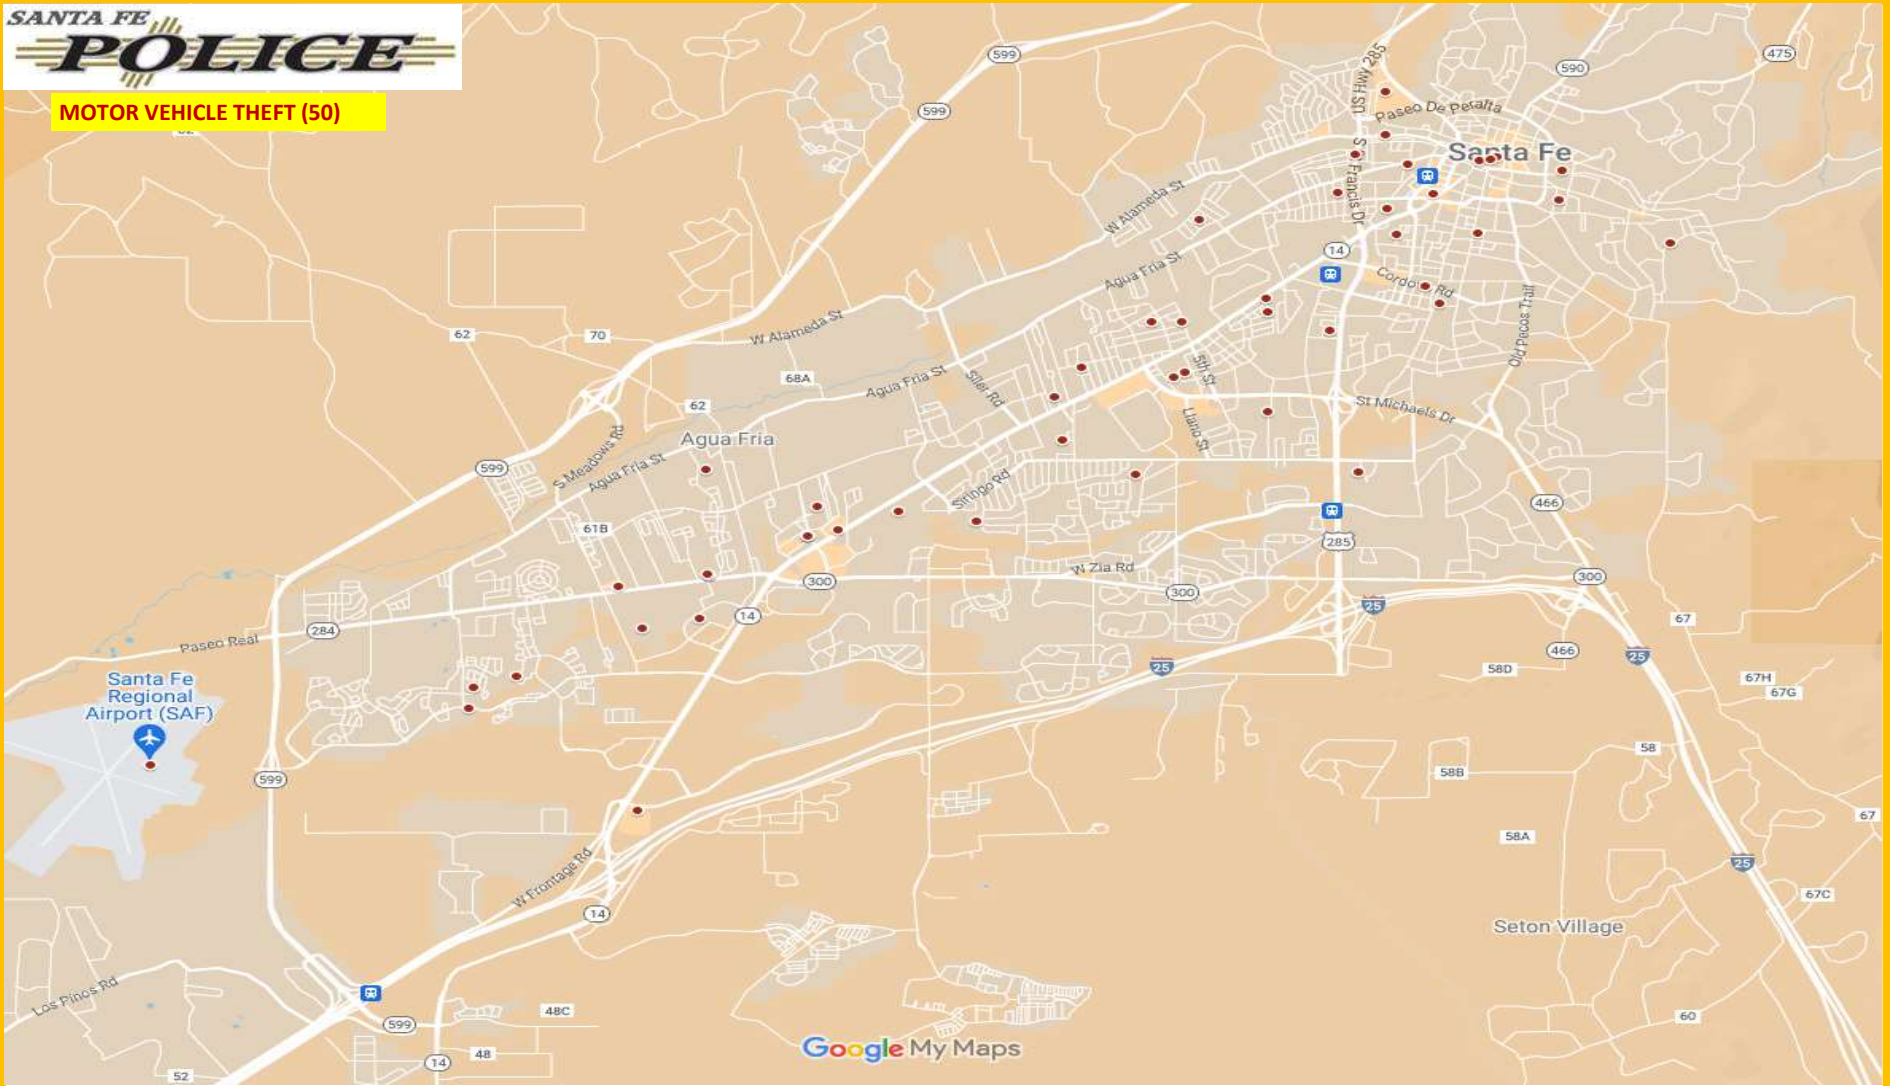 SANTA FE
POLICE
MOTOR VEHICLE THEFT (50)
599
475
590
599
US Hwy 285
Paseo De Peralta
Santa Fe
W Alameda St
14
Agua Fria St
Cordo Rd
Old Pecos Trail
W Alameda St
62
70
68A
Agua Fria St
Siler Rd
5th St
62
St Michaels Dr
Llano St
Agua Fria
S Meadows Rd
599
Agua Fria St
Siringo Rd
466
61B
285
W Zia Rd
300
300
300
25
14
67
284
Paseo Real
466
25
25
58D
67H
67G
Santa Fe
Regional
Airport (SAF)
58
58B
599
67
58A
25
W Frontage Rd
67C
14
Seton Village
Los Pinos Rd
48C
60
599
Google My Maps
48
14
52